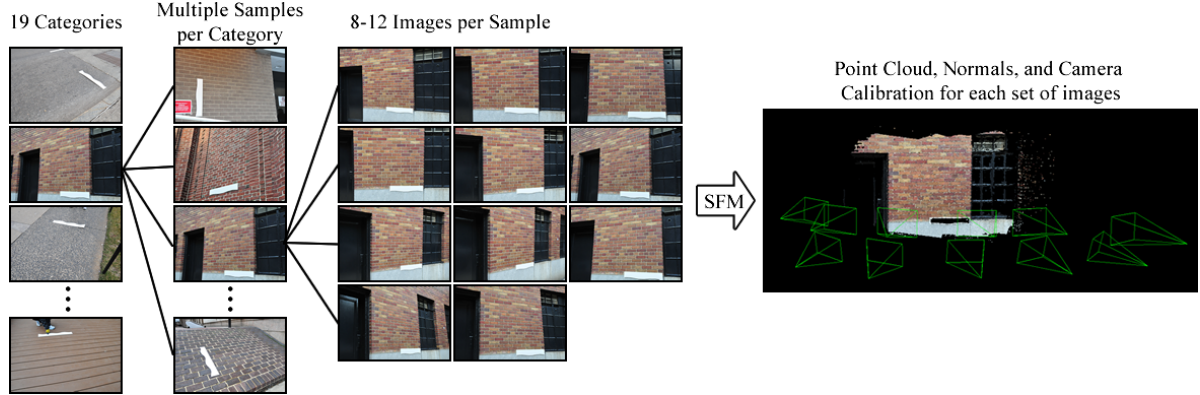 19 Categories
Multiple Samples
per Category
8-12 Images per Sample
SFM
Point Cloud, Normals, and Camera
Calibration for each set of images